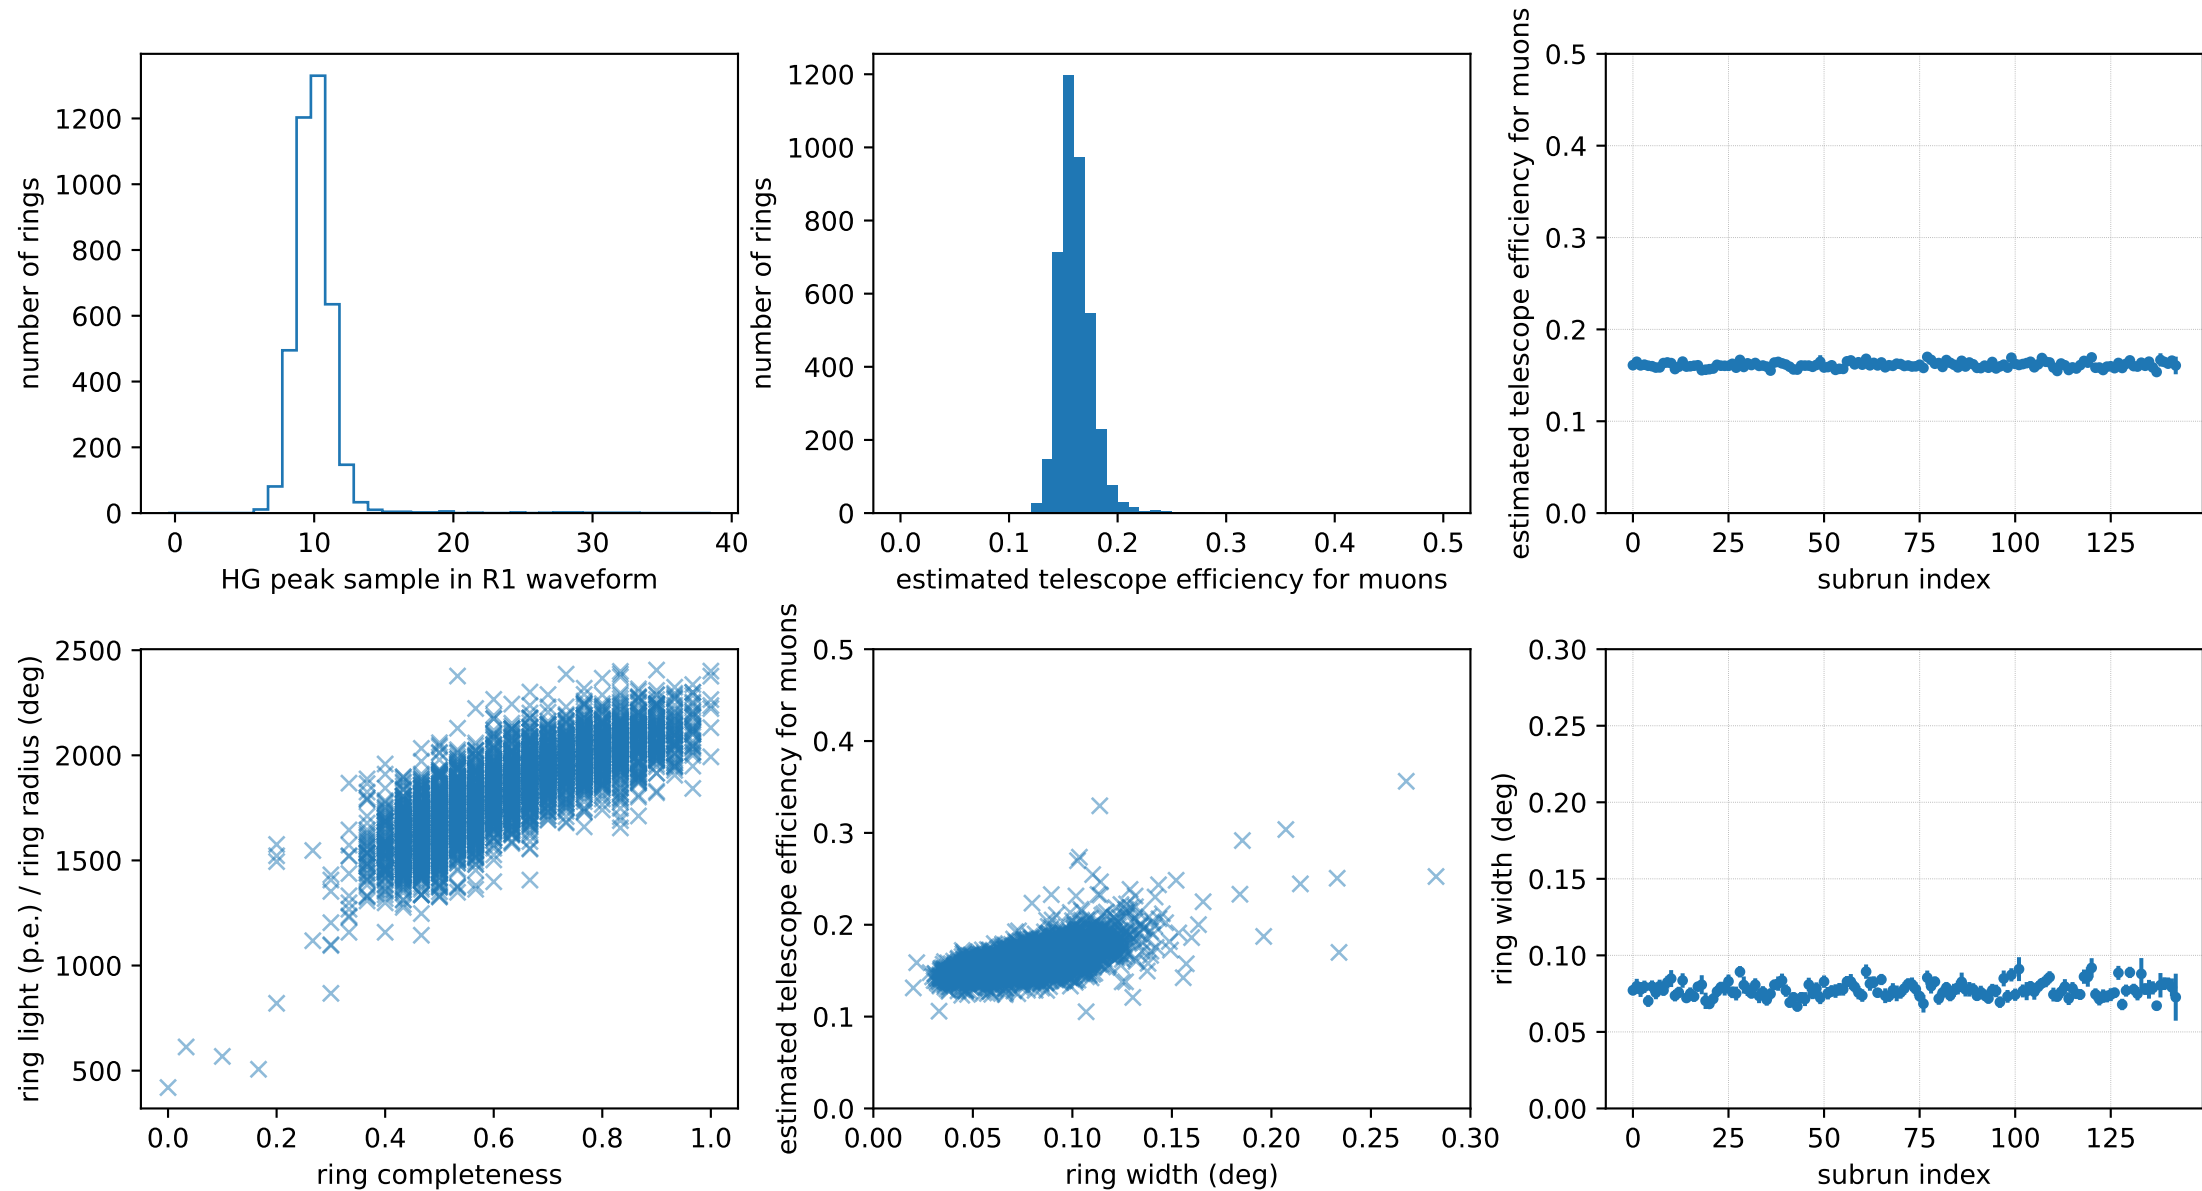 number of rings
1200
1000
800
600
400
200
0
0 10 20 30 40
HG peak sample in R1 waveform
number of rings
1200
1000
800
600
400
200
0
0.0 0.1 0.2 0.3 0.4 0.5
estimated telescope efficiency for muons
estimated telescope efficiency for muons
0.5
0.4
0.3
0.2
0.1
0.0
0 25 50 75 100 125
subrun index
ring light (p.e.) / ring radius (deg)
2500
2000
1500
1000
500
0.0 0.2 0.4 0.6 0.8 1.0
ring completeness
estimated telescope efficiency for muons
0.5
0.4
0.3
0.2
0.1
0.0
0.00 0.05 0.10 0.15 0.20 0.25 0.30
ring width (deg)
ring width (deg)
0.30
0.25
0.20
0.15
0.10
0.05
0.00
0 25 50 75 100 125
subrun index